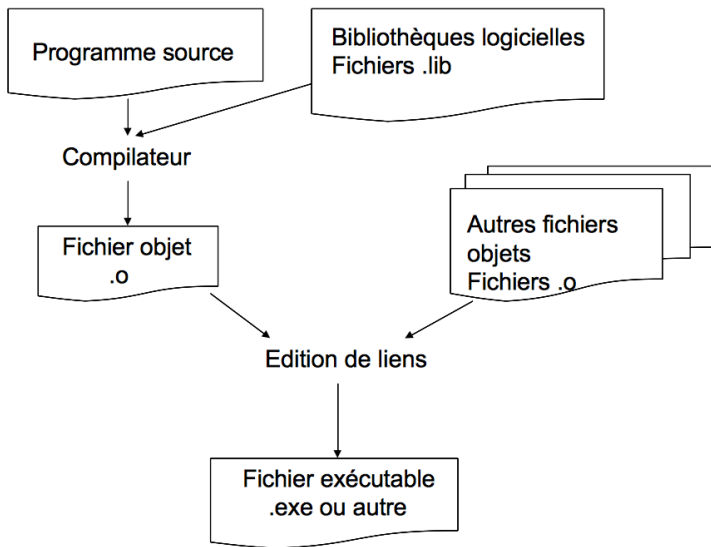 Programme source
Bibliothèques logicielles
Fichiers .lib
Compilateur
Fichier objet
.o
Autres fichiers
objets
Fichiers .o
Edition de liens
Fichier exécutable
.exe ou autre